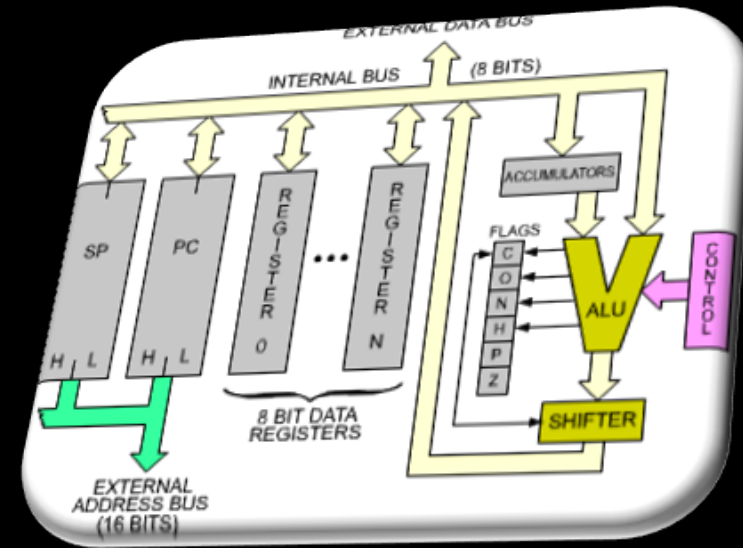 EXTERNAL DATA BUS
INTERNAL BUS (8 BITS)
ACCUMULATORS
SP
PC
REGISTER 0
...
REGISTER N
FLAGS
C
O
N
H
P
Z
ALU
CONTROL
H L
H L
SHIFTER
8 BIT DATA
REGISTERS
EXTERNAL
ADDRESS BUS
(16 BITS)